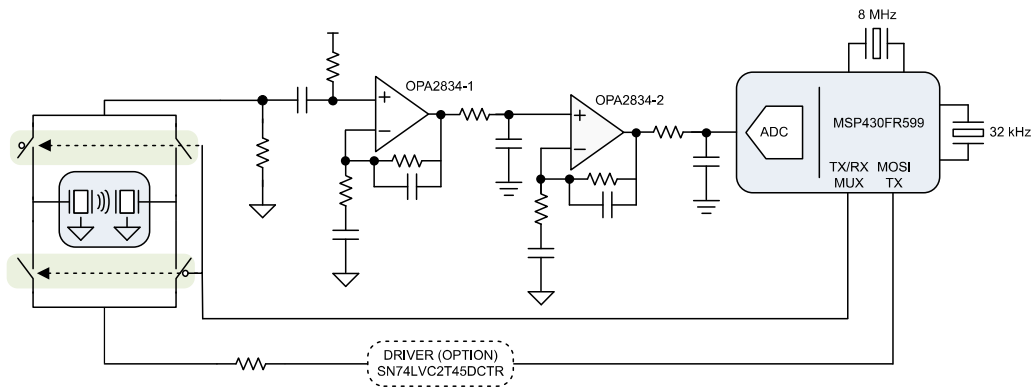 8 MHz
OPA2834-1
OPA2834-2
ADC
MSP430FR599
32 kHz
TX/RX
MUX
MOSI
TX
DRIVER (OPTION)
SN74LVC2T45DCTR